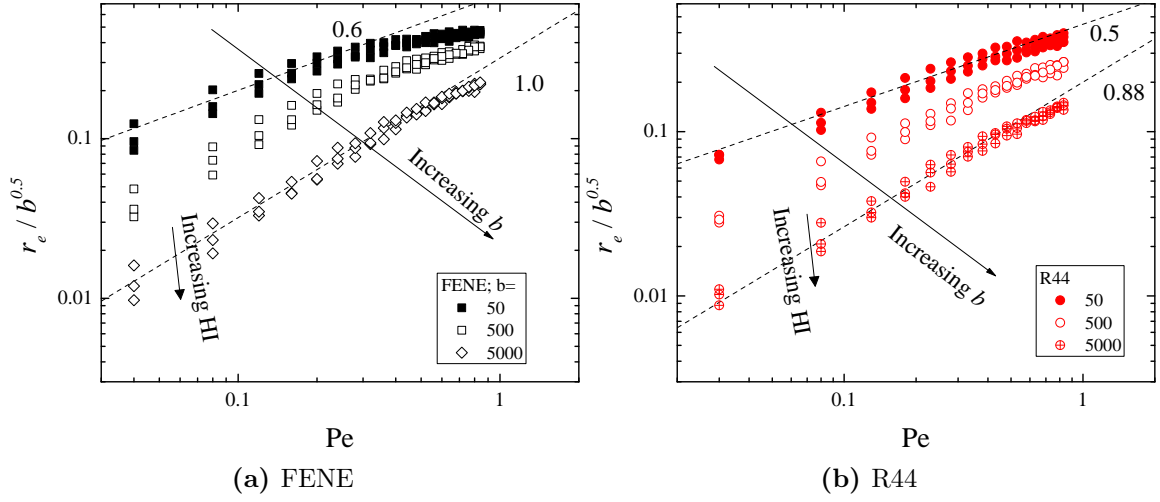 0.6
1.0
0.1
0.01
r_e / b^{0.5}
Increasing b
Increasing HI
FENE; b=
50
500
5000
0.1
1
Pe
(a) FENE
0.5
0.88
0.1
0.01
r_e / b^{0.5}
Increasing b
Increasing HI
R44
50
500
5000
0.1
1
Pe
(b) R44